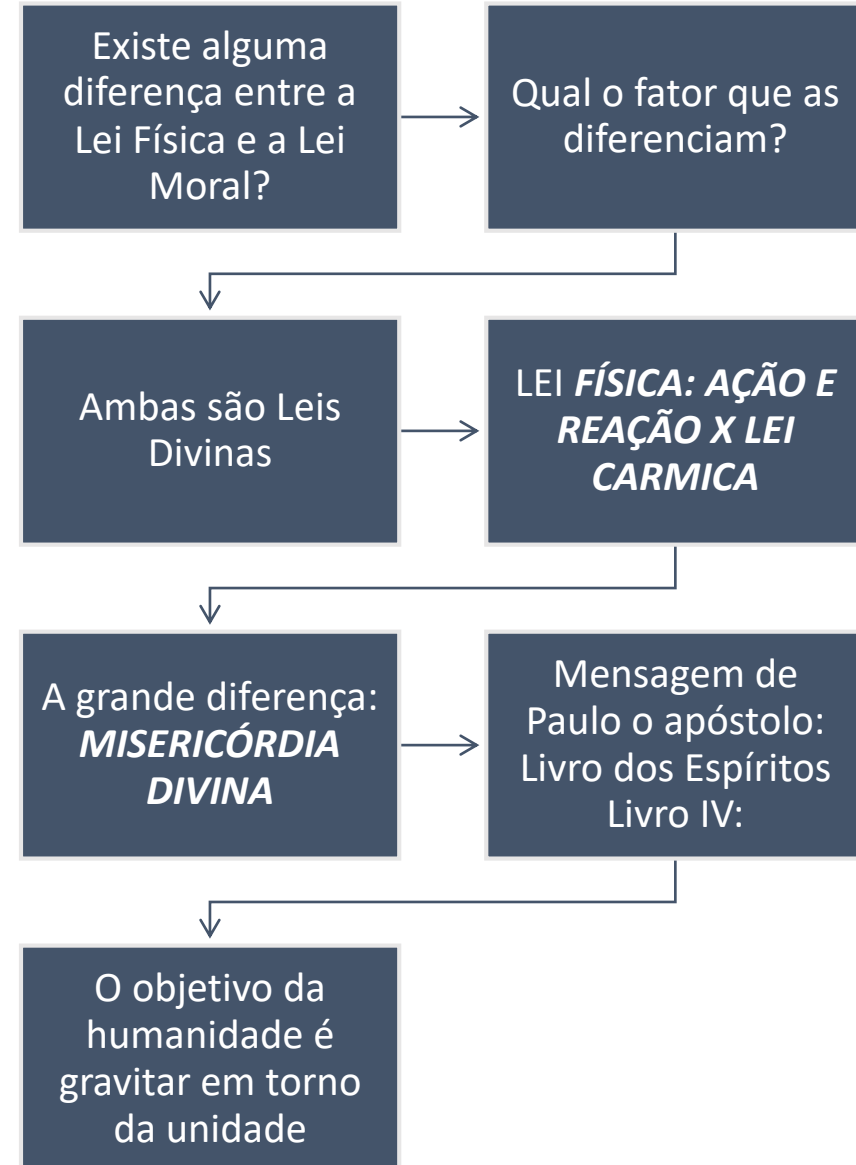 Existe alguma
diferença entre a
Lei Física e a Lei
Moral?
Qual o fator que as
diferenciam?
Ambas são Leis
Divinas
LEI FÍSICA: AÇÃO E
REAÇÃO X LEI
CARMICA
A grande diferença:
MISERICÓRDIA
DIVINA
Mensagem de
Paulo o apóstolo:
Livro dos Espíritos
Livro IV:
O objetivo da
humanidade é
gravitar em torno
da unidade